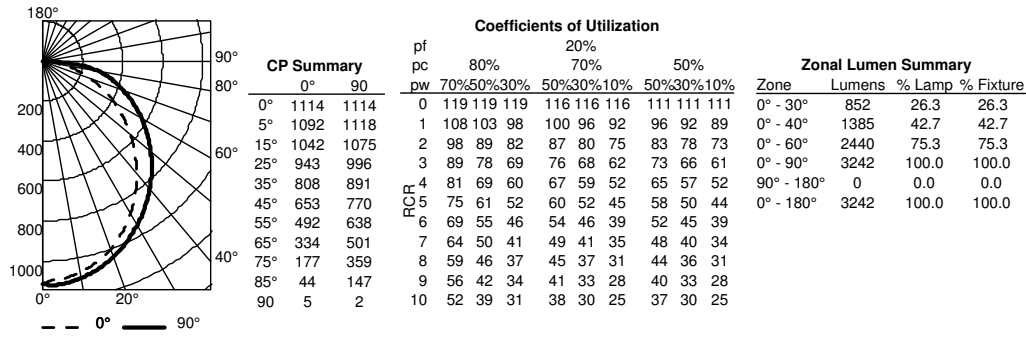 180°
90°
80°
60°
40°
200
400
600
800
1000
0° 20°
0° 90°
CP Summary
0° 90
0° 1114 1114
5° 1092 1118
15° 1042 1075
25° 943 996
35° 808 891
45° 653 770
55° 492 638
65° 334 501
75° 177 359
85° 44 147
90 5 2
Coefficients of Utilization
pf 20%
pc 80% 70% 50%
pw 70%50%30% 50%30%10% 50%30%10%
RCR
0 119 119 119 116 116 116 111 111 111
1 108 103 98 100 96 92 96 92 89
2 98 89 82 87 80 75 83 78 73
3 89 78 69 76 68 62 73 66 61
4 81 69 60 67 59 52 65 57 52
5 75 61 52 60 52 45 58 50 44
6 69 55 46 54 46 39 52 45 39
7 64 50 41 49 41 35 48 40 34
8 59 46 37 45 37 31 44 36 31
9 56 42 34 41 33 28 40 33 28
10 52 39 31 38 30 25 37 30 25
Zonal Lumen Summary
Zone Lumens % Lamp % Fixture
0° - 30° 852 26.3 26.3
0° - 40° 1385 42.7 42.7
0° - 60° 2440 75.3 75.3
0° - 90° 3242 100.0 100.0
90° - 180° 0 0.0 0.0
0° - 180° 3242 100.0 100.0